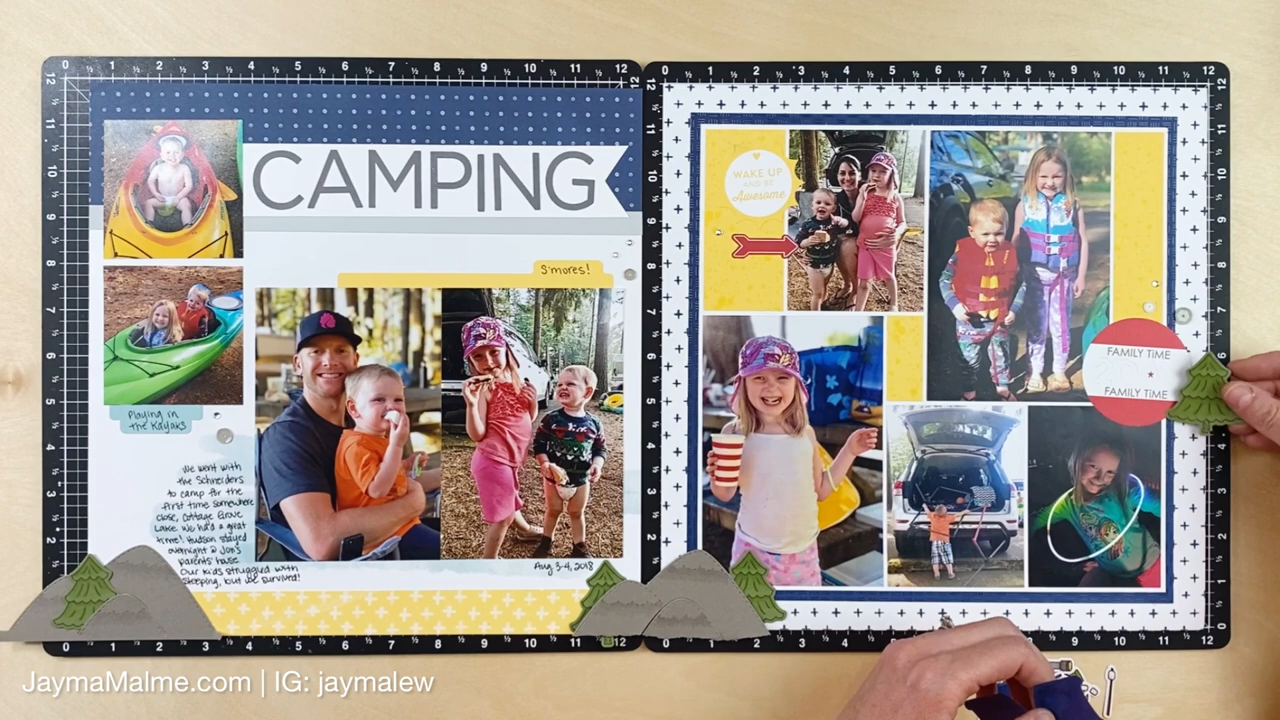 CAMPING
S'mores!
Playing in
the Kayaks
We went with
the Schneiders
to camp for the
first time somewhere
close, Cottage Grove
Lake. We had a great
time! Hudson stayed
overnight @ Jon's
parents' house.
Our kids struggled with
sleeping, but we survived!
Aug 3-4, 2018
WAKE UP
AND BE
Awesome
FAMILY TIME
FAMILY TIME
JaymaMalme.com | IG: jaymalew